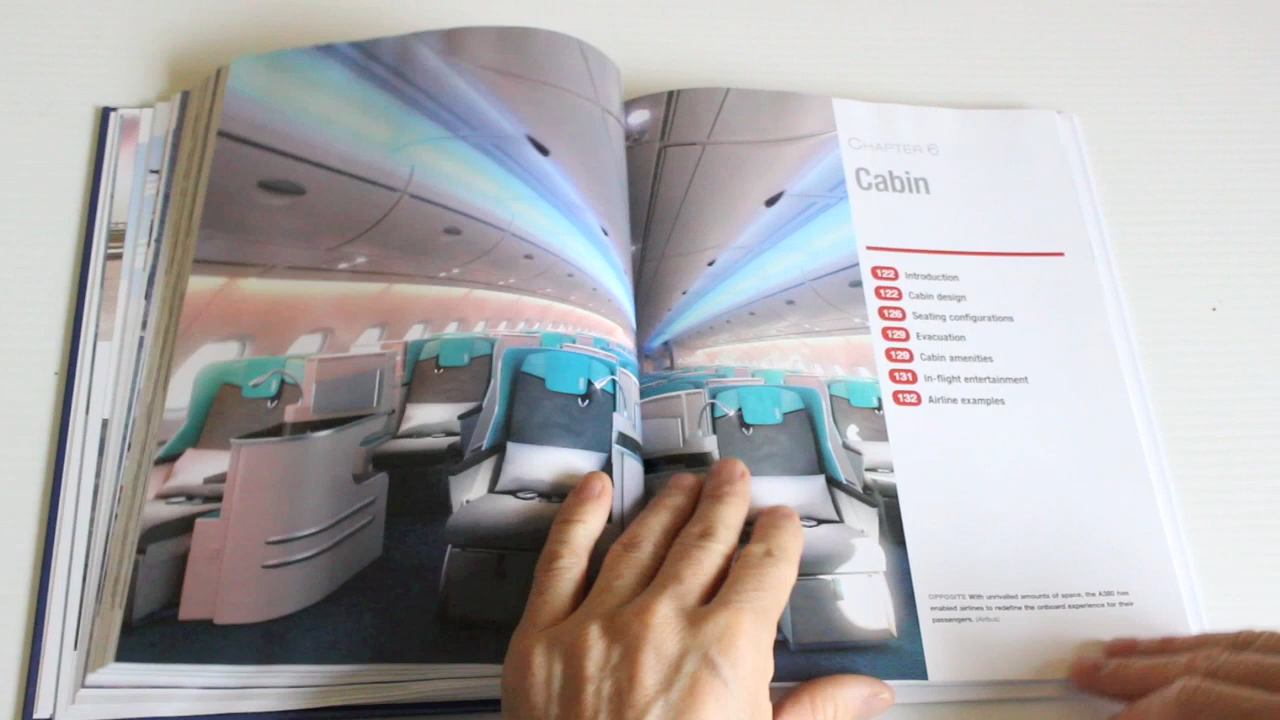 CHAPTER 6
Cabin
122 Introduction
122 Cabin design
126 Seating configurations
129 Evacuation
129 Cabin amenities
131 In-flight entertainment
132 Airline examples
OPPOSITE With unrivalled amounts of space, the A380 has
enabled airlines to redefine the onboard experience for their
passengers. (Airbus)